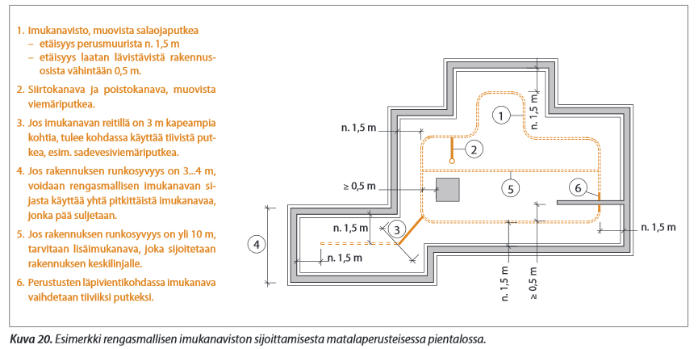 1. Imukanavisto, muovista salaojaputkea
– etäisyys perusmuurista n. 1,5 m
– etäisyys laatan lävistävistä rakennus-
osista vähintään 0,5 m.
2. Siirtokanava ja poistokanava, muovista
viemäriputkea.
3. Jos imukanavan reitillä on 3 m kapeampia
kohtia, tulee kohdassa käyttää tiivistä put-
kea, esim. sadevesiviemäriputkea.
4. Jos rakennuksen runkosyvyys on 3...4 m,
voidaan rengasmallisen imukanavan si-
jasta käyttää yhtä pitkittäistä imukanavaa,
jonka pää suljetaan.
5. Jos rakennuksen runkosyvyys on yli 10 m,
tarvitaan lisäimukanava, joka sijoitetaan
rakennuksen keskilinjalle.
6. Perustusten läpivientikohdassa imukanava
vaihdetaan tiiviiksi putkeksi.
n. 1,5 m
1
n. 1,5 m
2
≥ 0,5 m
5
6
n. 1,5 m
3
4
n. 1,5 m
n. 1,5 m
≥ 0,5 m
n. 1,5 m
Kuva 20. Esimerkki rengasmallisen imukanaviston sijoittamisesta matalaperusteisessa pientalossa.